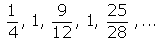 1/4, 1, 9/12, 1, 25/28, ...